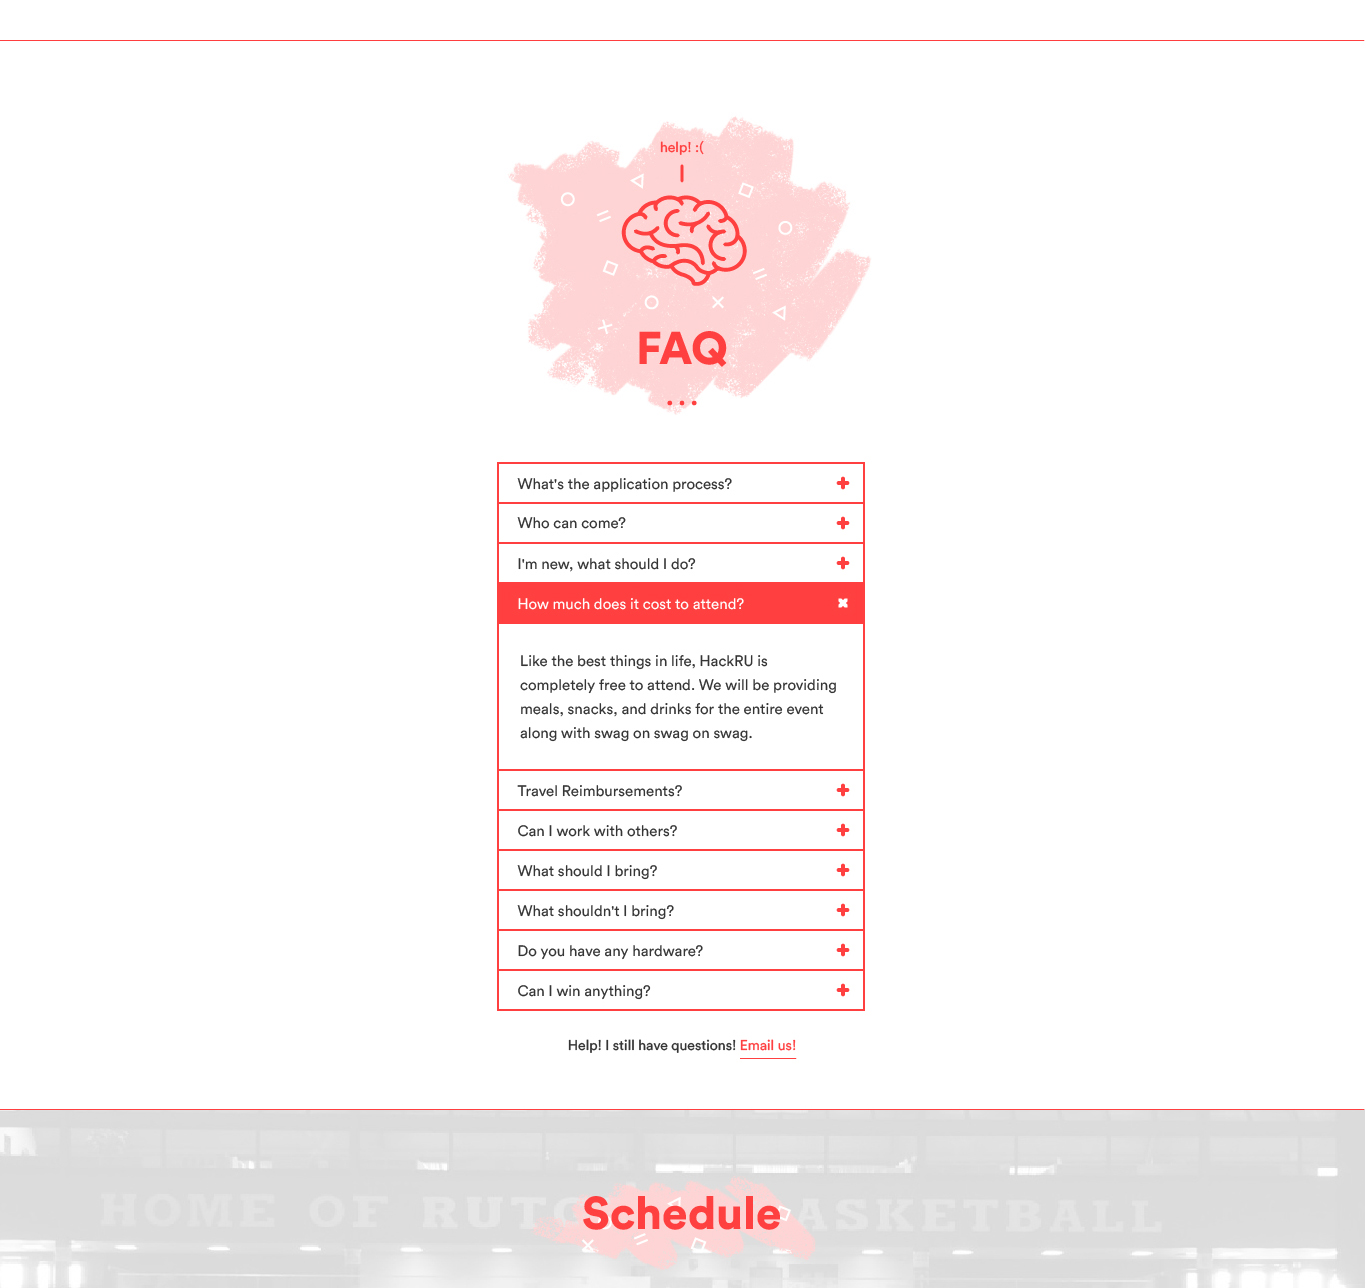 help! :(
FAQ
What's the application process?
Who can come?
I'm new, what should I do?
How much does it cost to attend?
Like the best things in life, HackRU is
completely free to attend. We will be providing
meals, snacks, and drinks for the entire event
along with swag on swag on swag.
Travel Reimbursements?
Can I work with others?
What should I bring?
What shouldn't I bring?
Do you have any hardware?
Can I win anything?
Help! I still have questions! Email us!
HOME OF
Schedule